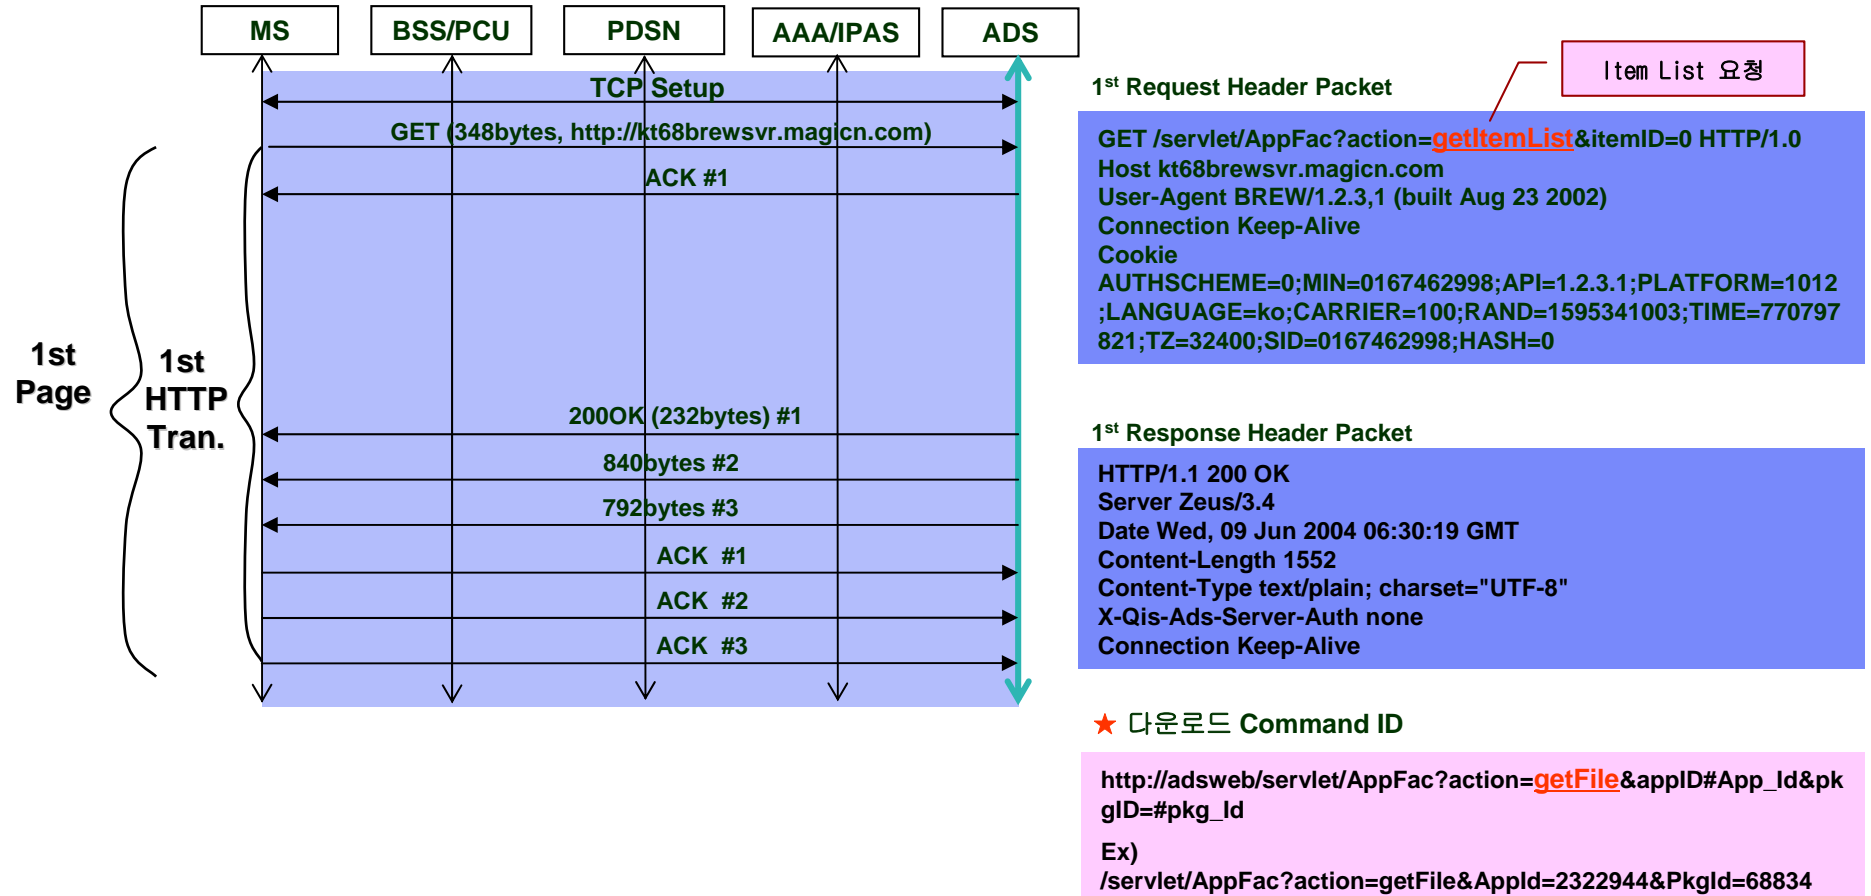 MS
BSS/PCU
PDSN
AAA/IPAS
ADS
TCP Setup
GET (348bytes, http://kt68brewsvr.magicn.com)
ACK #1
200OK (232bytes) #1
840bytes #2
792bytes #3
ACK #1
ACK #2
ACK #3
1st
Page
1st
HTTP
Tran.
Item List 요청
1st Request Header Packet
GET /servlet/AppFac?action=getItemList&itemID=0 HTTP/1.0
Host kt68brewsvr.magicn.com
User-Agent BREW/1.2.3,1 (built Aug 23 2002)
Connection Keep-Alive
Cookie
AUTHSCHEME=0;MIN=0167462998;API=1.2.3.1;PLATFORM=1012
;LANGUAGE=ko;CARRIER=100;RAND=1595341003;TIME=770797
821;TZ=32400;SID=0167462998;HASH=0
1st Response Header Packet
HTTP/1.1 200 OK
Server Zeus/3.4
Date Wed, 09 Jun 2004 06:30:19 GMT
Content-Length 1552
Content-Type text/plain; charset="UTF-8"
X-Qis-Ads-Server-Auth none
Connection Keep-Alive
★ 다운로드 Command ID
http://adsweb/servlet/AppFac?action=getFile&appID#App_Id&pk
gID=#pkg_Id
Ex)
/servlet/AppFac?action=getFile&AppId=2322944&PkgId=68834